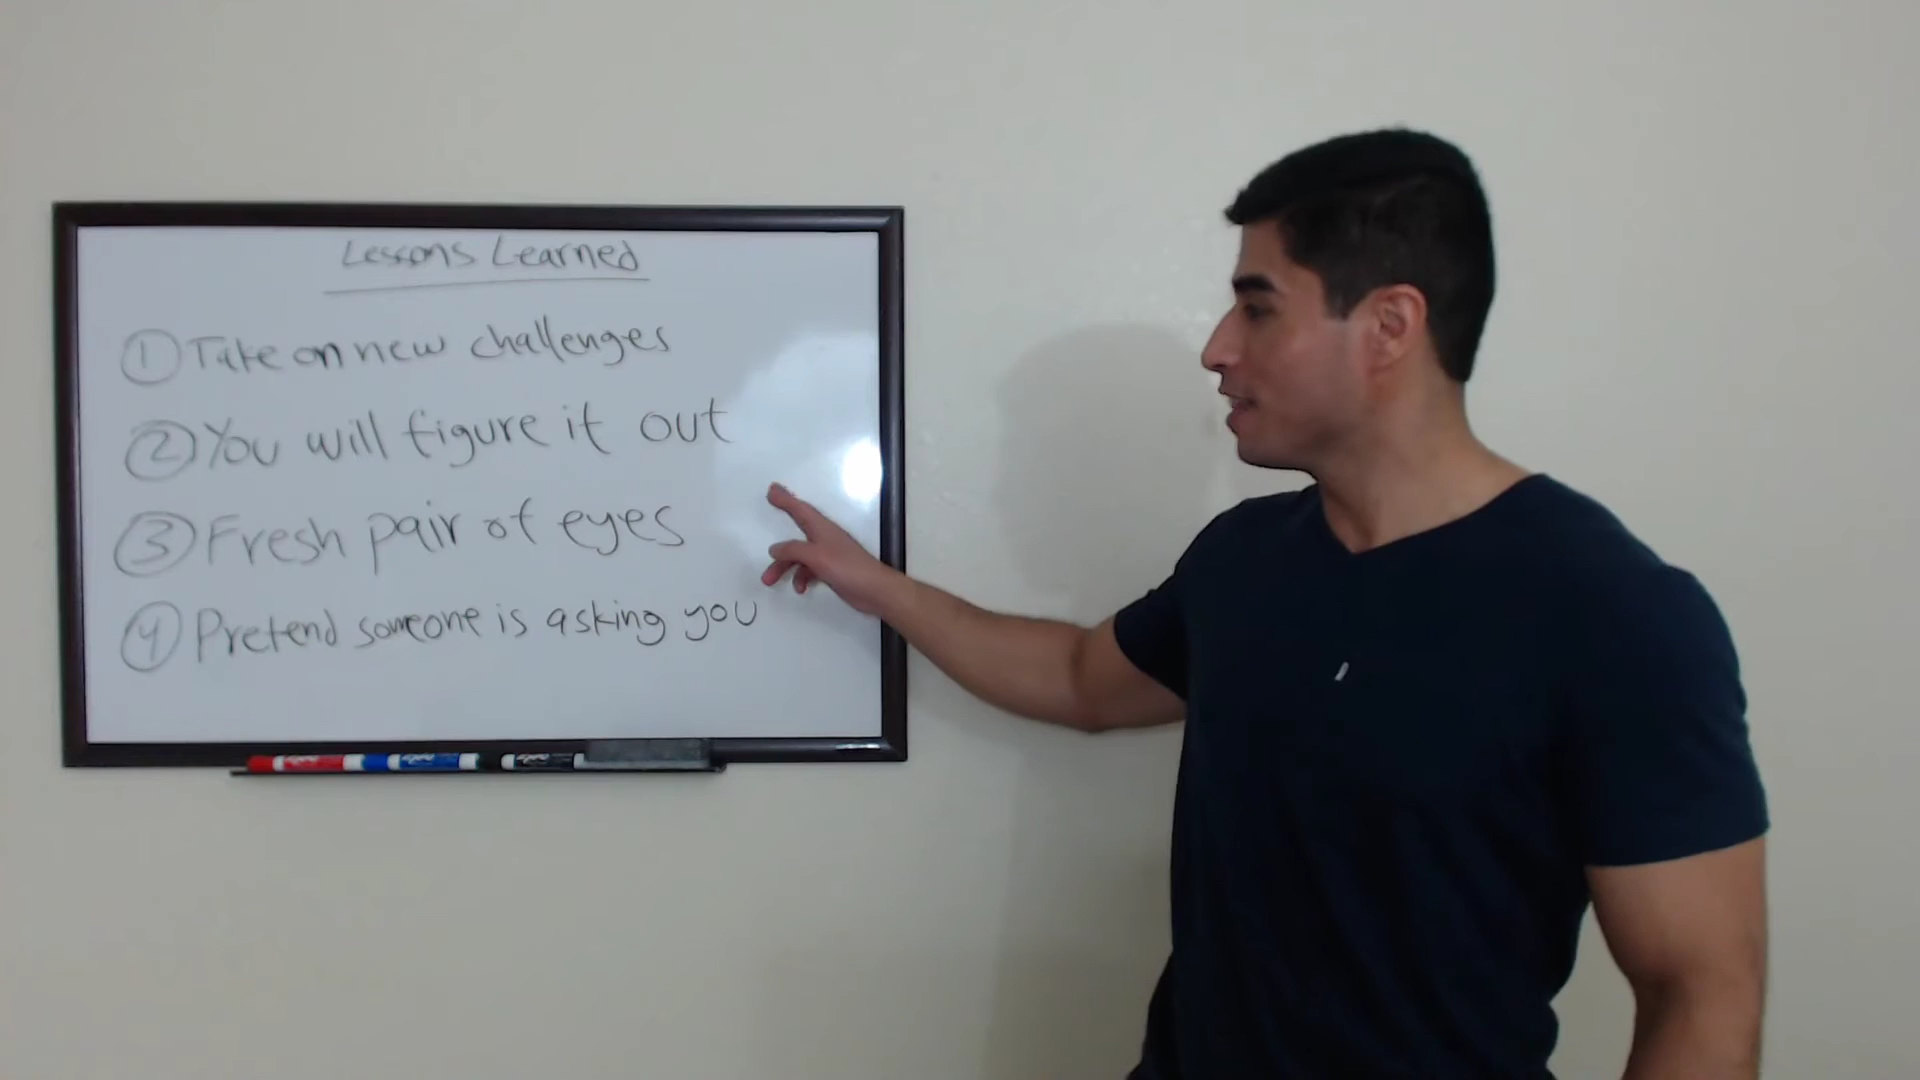 Lessons Learned
1 Take on new challenges
2 You will figure it out
3 Fresh pair of eyes
4 Pretend someone is asking you